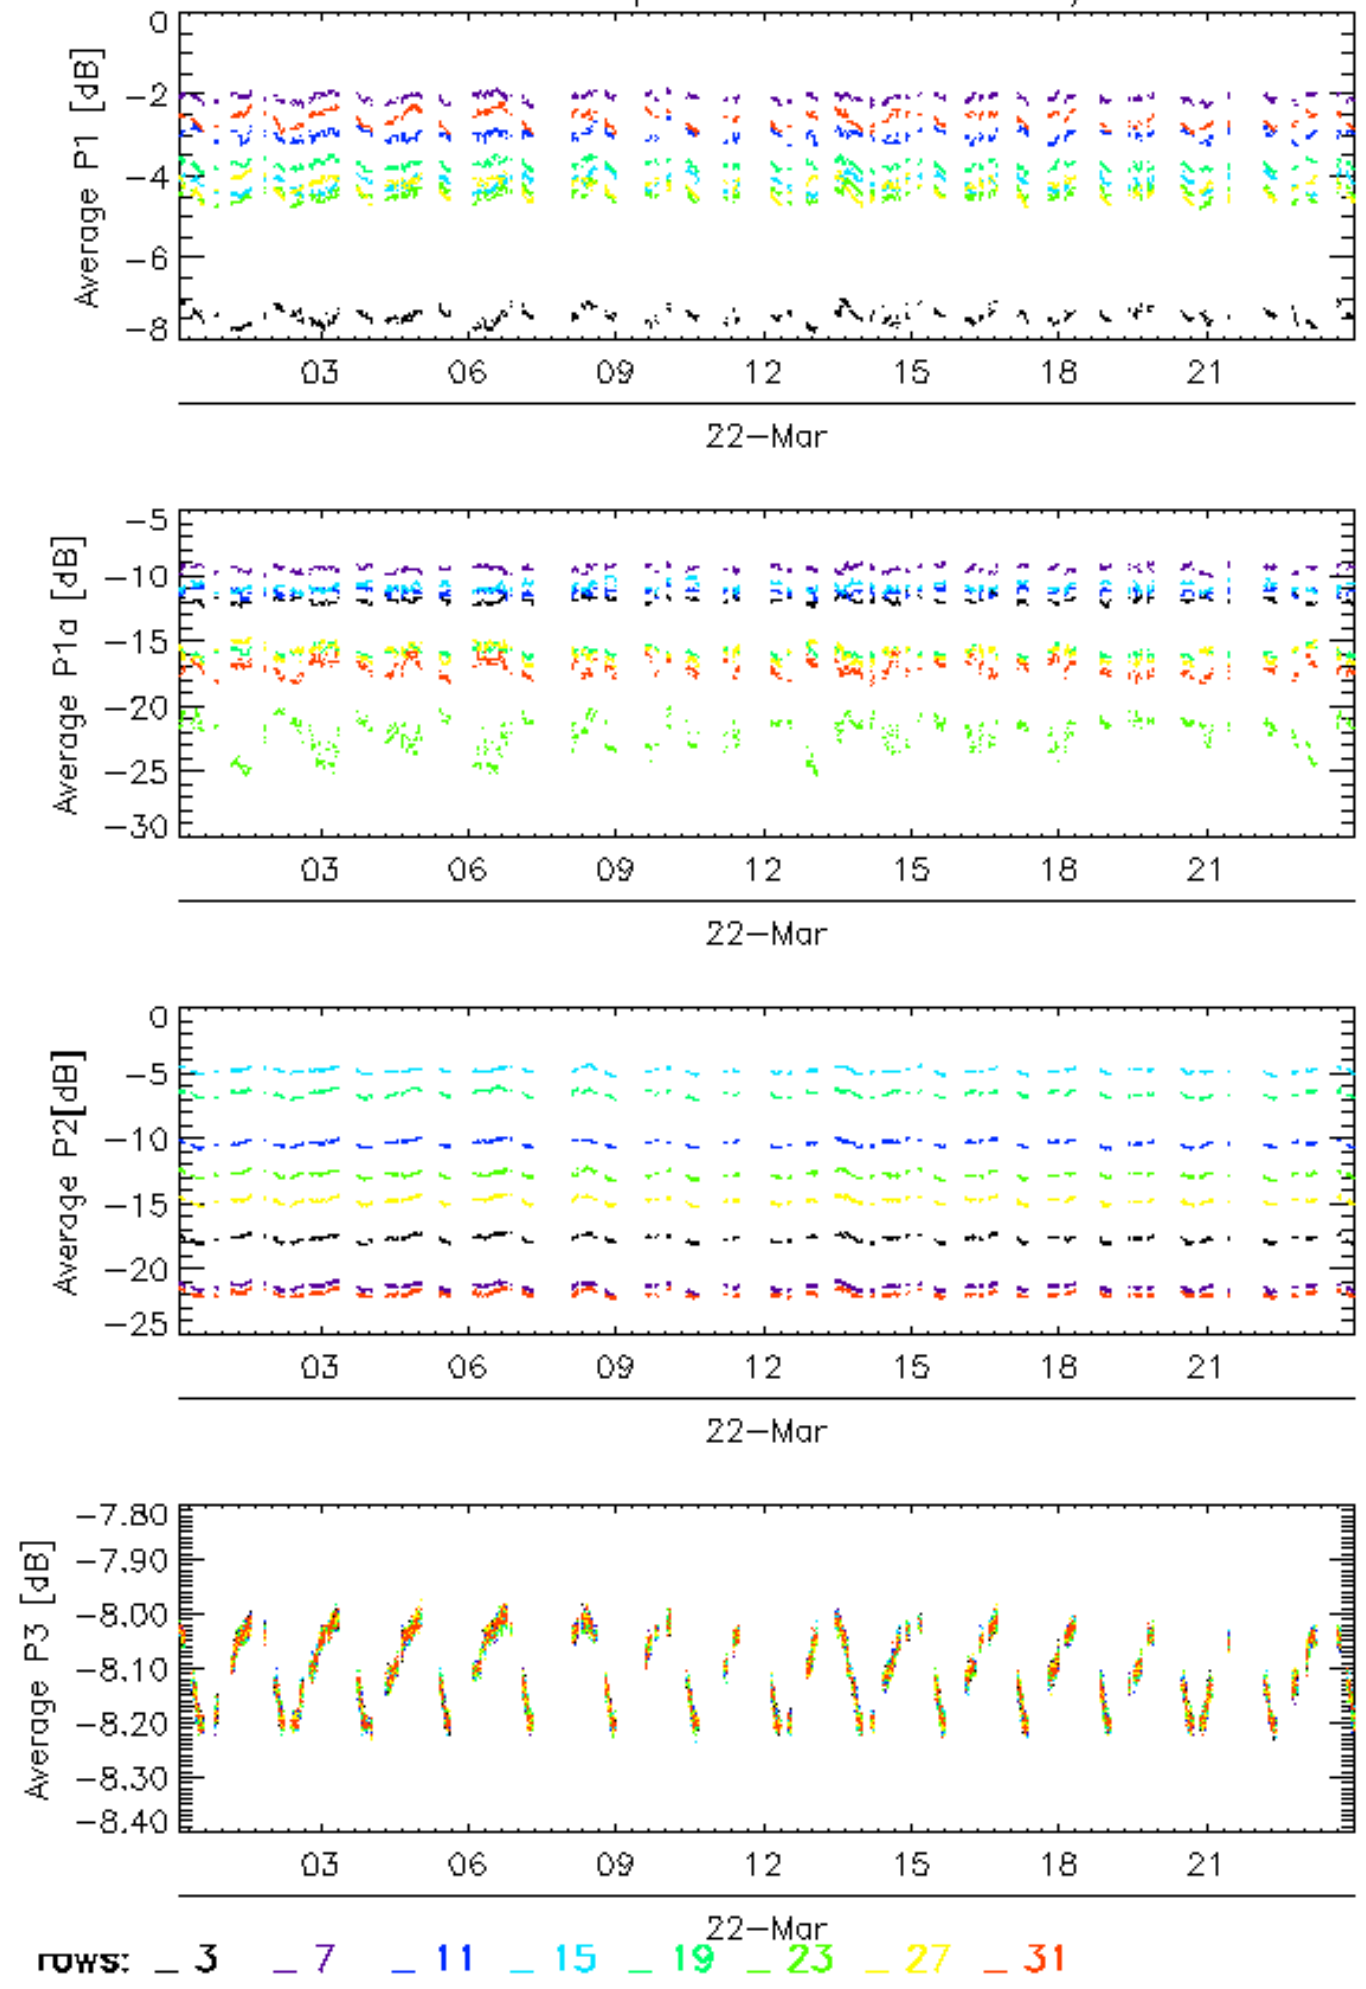 0
−2
−4
−6
−8
Average P1 [dB]
03 06 09 12 15 18 21
22−Mar
−5
−10
−15
−20
−25
−30
Average P1a [dB]
03 06 09 12 15 18 21
22−Mar
0
−5
−10
−15
−20
−25
Average P2[dB]
03 06 09 12 15 18 21
22−Mar
−7.80
−7.90
−8.00
−8.10
−8.20
−8.30
−8.40
Average P3 [dB]
03 06 09 12 15 18 21
22−Mar
rows: _ 3 _ 7 _ 11 _ 15 _ 19 _ 23 _ 27 _ 31